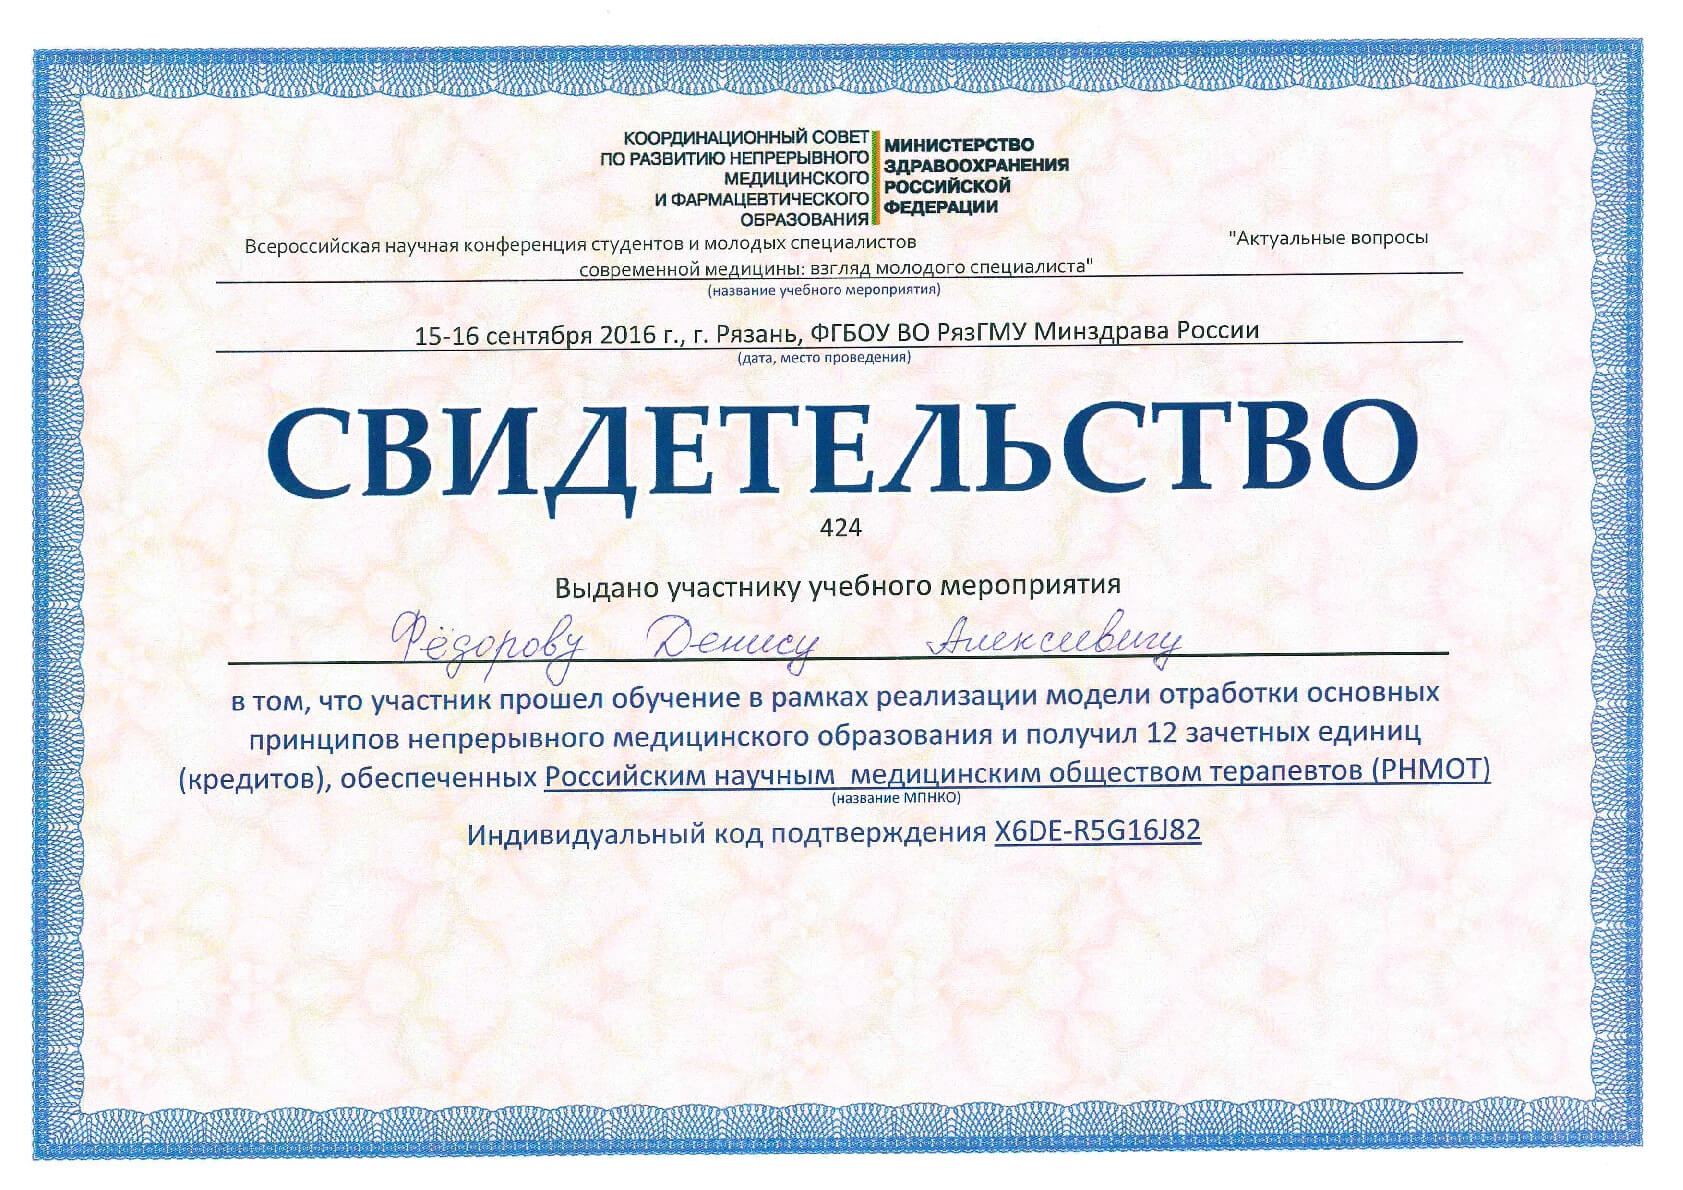 КООРДИНАЦИОННЫЙ СОВЕТ
ПО РАЗВИТИЮ НЕПРЕРЫВНОГО
МЕДИЦИНСКОГО
И ФАРМАЦЕВТИЧЕСКОГО
ОБРАЗОВАНИЯ
МИНИСТЕРСТВО
ЗДРАВООХРАНЕНИЯ
РОССИЙСКОЙ
ФЕДЕРАЦИИ
Всероссийская научная конференция студентов и молодых специалистов "Актуальные вопросы
современной медицины: взгляд молодого специалиста"
(название учебного мероприятия)
15-16 сентября 2016 г., г. Рязань, ФГБОУ ВО РязГМУ Минздрава России
(дата, место проведения)
СВИДЕТЕЛЬСТВО
424
Выдано участнику учебного мероприятия
Фёдорову Денису Алексеевичу
в том, что участник прошел обучение в рамках реализации модели отработки основных
принципов непрерывного медицинского образования и получил 12 зачетных единиц
(кредитов), обеспеченных Российским научным медицинским обществом терапевтов (РНМОТ)
(название МПНКО)
Индивидуальный код подтверждения X6DE-R5G16J82